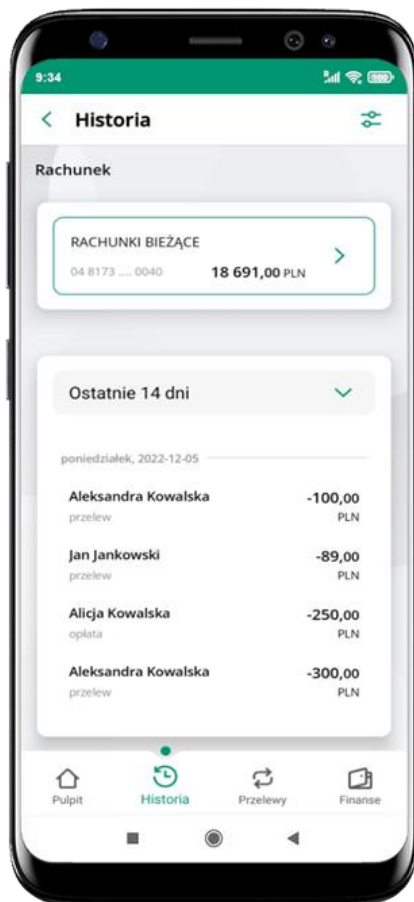 9:34
Historia
Rachunek
RACHUNKI BIEŻĄCE
04 8173 .... 0040 18 691,00 PLN
Ostatnie 14 dni
poniedziałek, 2022-12-05
Aleksandra Kowalska -100,00
przelew PLN
Jan Jankowski -89,00
przelew PLN
Alicja Kowalska -250,00
opłata PLN
Aleksandra Kowalska -300,00
przelew PLN
Pulpit Historia Przelewy Finanse